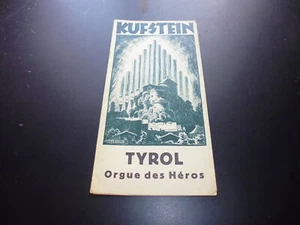 KUFSTEIN
TYROL
Orgue des Héros